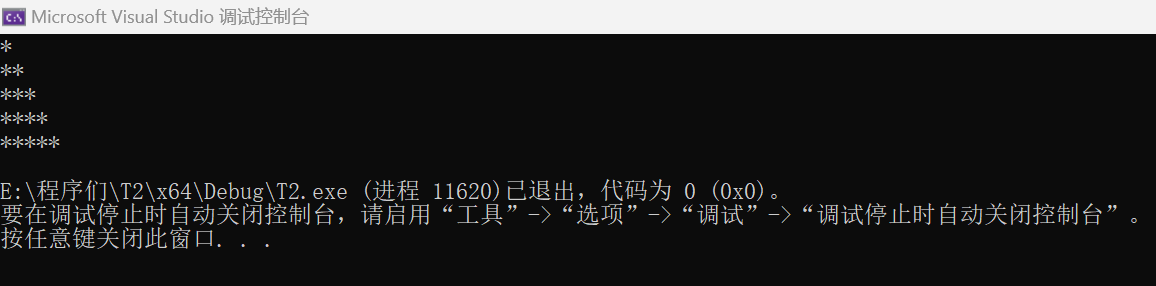 Microsoft Visual Studio 调试控制台
*
**
***
****
*****
E:\程序们\T2\x64\Debug\T2.exe (进程 11620)已退出，代码为 0 (0x0)。
要在调试停止时自动关闭控制台，请启用“工具”->“选项”->“调试”->“调试停止时自动关闭控制台”。
按任意键关闭此窗口. . .